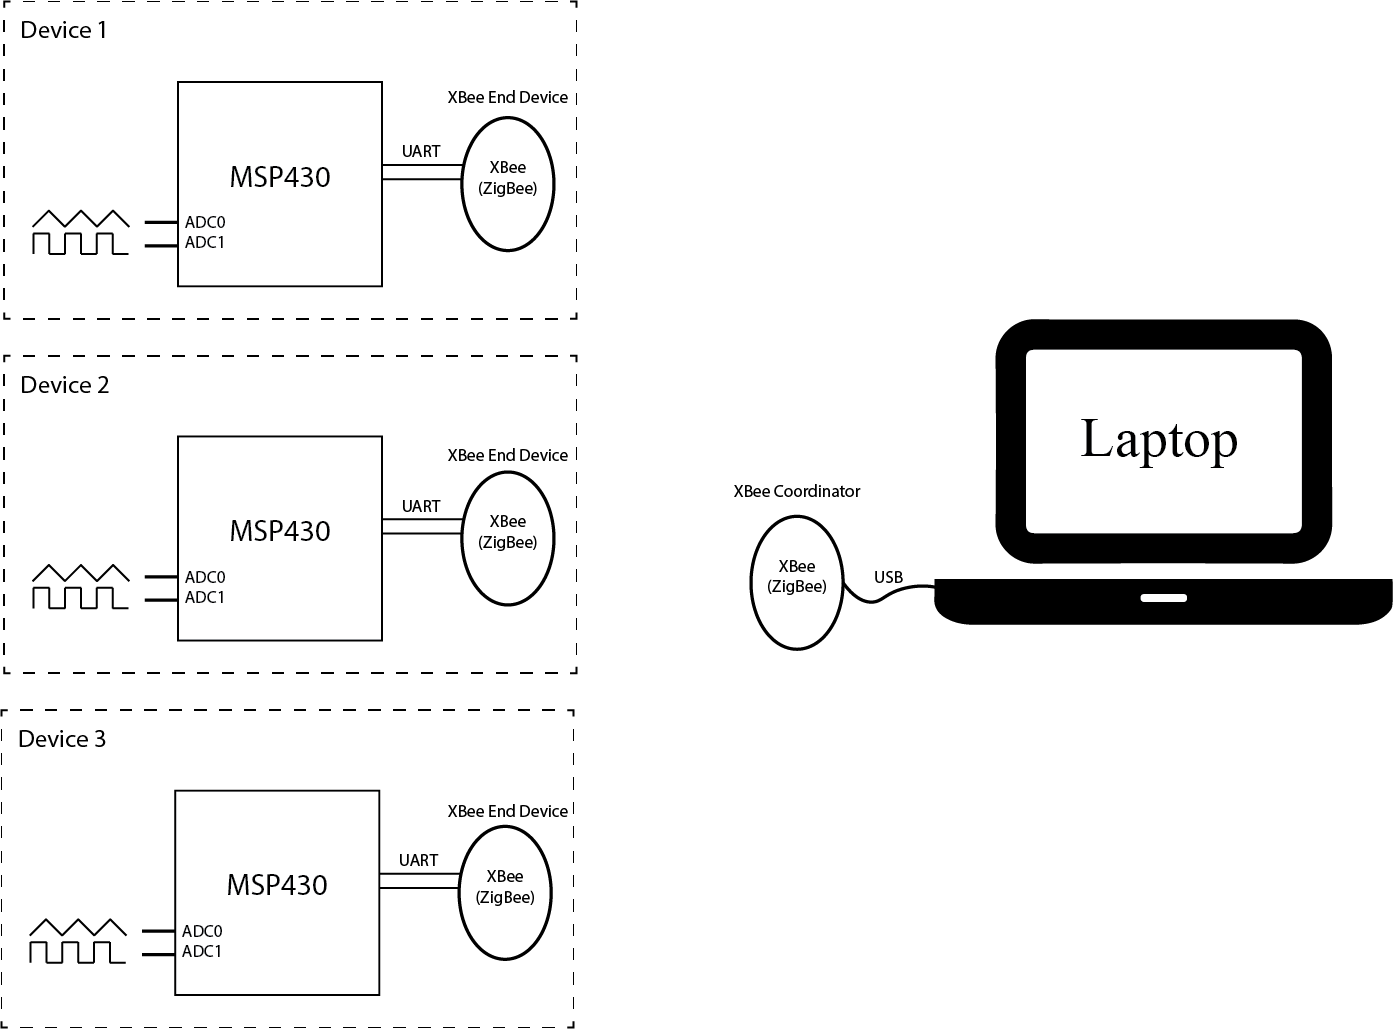 Device 1
XBee End Device
UART
XBee
(ZigBee)
MSP430
ADC0
ADC1
Device 2
XBee End Device
UART
XBee
(ZigBee)
MSP430
ADC0
ADC1
Device 3
XBee End Device
UART
XBee
(ZigBee)
MSP430
ADC0
ADC1
XBee Coordinator
XBee
(ZigBee)
USB
Laptop